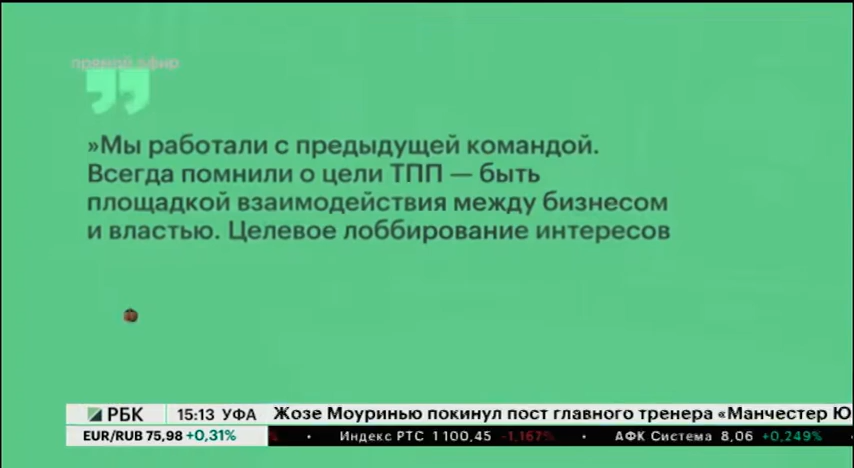 прямой эфир
»Мы работали с предыдущей командой.
Всегда помнили о цели ТПП — быть
площадкой взаимодействия между бизнесом
и властью. Целевое лоббирование интересов
РБК 15:13 УФА Жозе Моуринью покинул пост главного тренера «Манчестер Ю
EUR/RUB 75,98 +0,31% % • Индекс РТС 1 100,45 -1,167% • АФК Система 8,06 +0,249% •